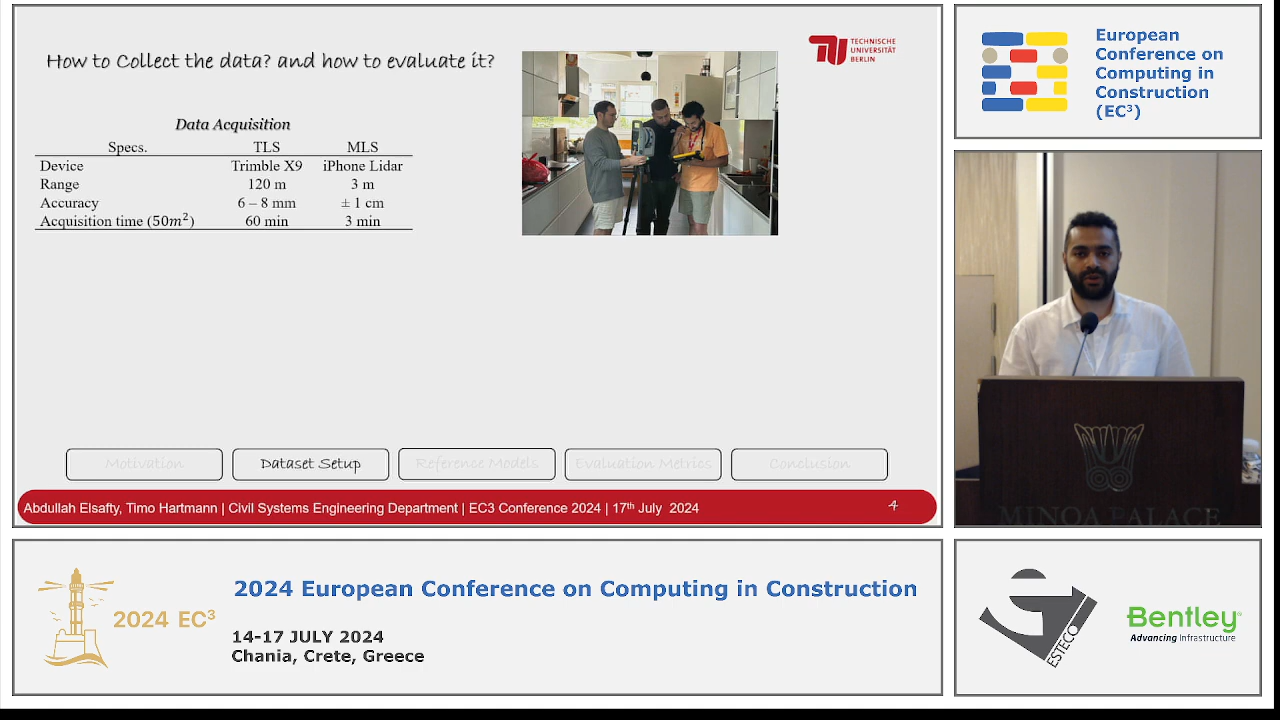 How to Collect the data? and how to evaluate it?
TECHNISCHE
UNIVERSITÄT
BERLIN
Data Acquisition
Specs. TLS MLS
Device Trimble X9 iPhone Lidar
Range 120 m 3 m
Accuracy 6 – 8 mm ± 1 cm
Acquisition time (50m²) 60 min 3 min
Motivation Dataset Setup Reference Models Evaluation Metrics Conclusion
Abdullah Elsafty, Timo Hartmann | Civil Systems Engineering Department | EC3 Conference 2024 | 17th July 2024 4
European
Conference on
Computing in
Construction
(EC³)
MINOA PALACE
2024 EC³
2024 European Conference on Computing in Construction
14-17 JULY 2024
Chania, Crete, Greece
ESTECO
Bentley
Advancing Infrastructure